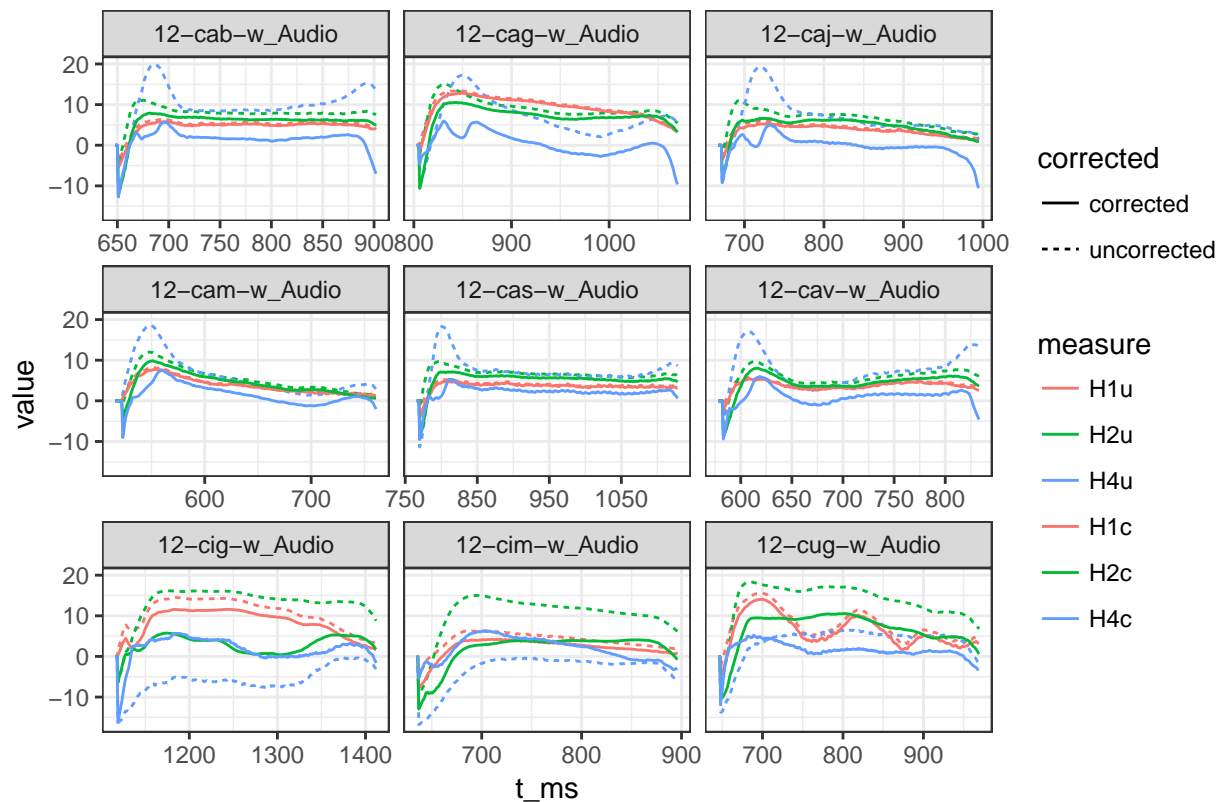 12−cab−w_Audio 12−cag−w_Audio 12−caj−w_Audio
20
10
0
−10
650 700 750 800 850 900 800 900 1000 700 800 900 1000
12−cam−w_Audio 12−cas−w_Audio 12−cav−w_Audio
20
10
0
−10
600 700 750 850 950 1050 600 650 700 750 800
12−cig−w_Audio 12−cim−w_Audio 12−cug−w_Audio
20
10
0
−10
1200 1300 1400 700 800 900 700 800 900
t_ms
value
corrected
corrected
uncorrected
measure
H1u
H2u
H4u
H1c
H2c
H4c